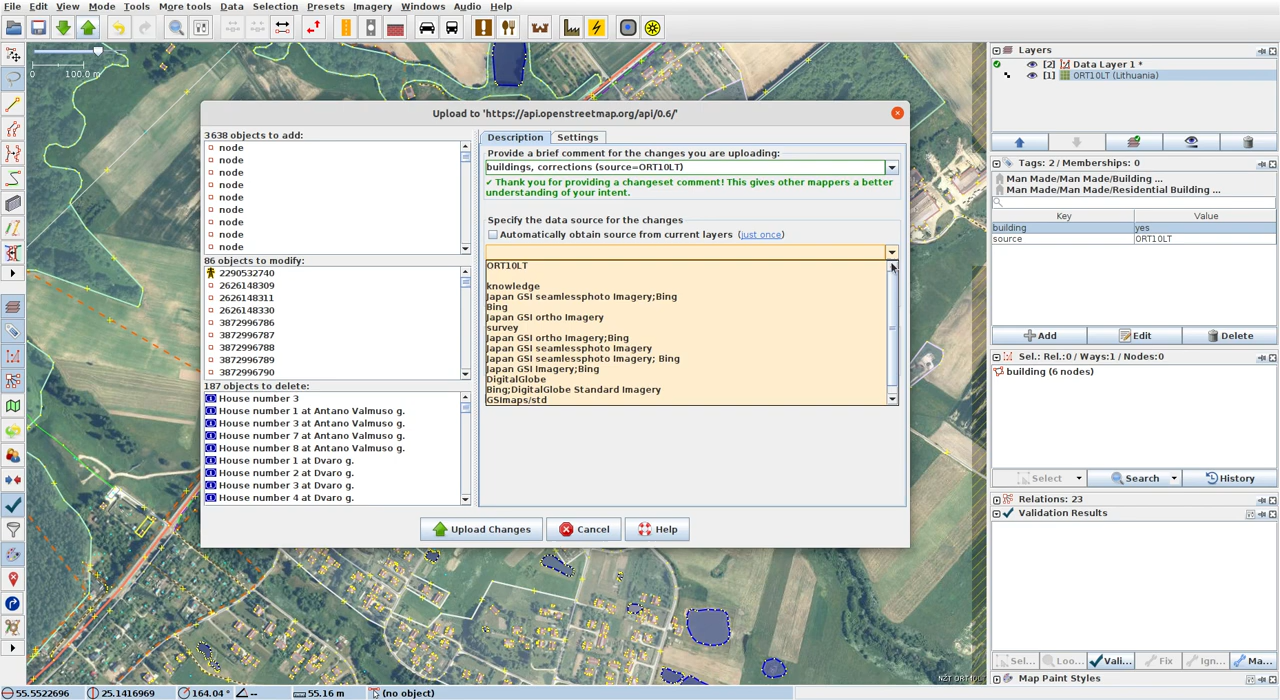 File Edit View Mode Tools More tools Data Selection Presets Imagery Windows Audio Help
0 100.0 m
Upload to 'https://api.openstreetmap.org/api/0.6/'
3638 objects to add:
node
node
node
node
node
node
node
node
node
86 objects to modify:
2290532740
2626148309
2626148311
2626148330
3872996786
3872996787
3872996788
3872996789
3872996790
187 objects to delete:
House number 3
House number 1 at Antano Valmuso g.
House number 3 at Antano Valmuso g.
House number 7 at Antano Valmuso g.
House number 8 at Antano Valmuso g.
House number 1 at Dvaro g.
House number 2 at Dvaro g.
House number 3 at Dvaro g.
House number 4 at Dvaro g.
Description Settings
Provide a brief comment for the changes you are uploading:
buildings, corrections (source=ORT10LT)
✔ Thank you for providing a changeset comment! This gives other mappers a better
understanding of your intent.
Specify the data source for the changes
Automatically obtain source from current layers (just once)
ORT10LT
knowledge
Japan GSI seamlessphoto Imagery;Bing
Bing
Japan GSI ortho Imagery
survey
Japan GSI ortho Imagery;Bing
Japan GSI seamlessphoto Imagery
Japan GSI seamlessphoto Imagery; Bing
Japan GSI Imagery;Bing
DigitalGlobe
Bing;DigitalGlobe Standard Imagery
GSImaps/std
Upload Changes Cancel Help
Layers
[2] Data Layer 1 *
[1] ORT10LT (Lithuania)
Tags: 2 / Memberships: 0
Man Made/Man Made/Building ...
Man Made/Man Made/Residential Building ...
Key Value
building yes
source ORT10LT
Add Edit Delete
Sel.: Rel.:0 / Ways:1 / Nodes:0
building (6 nodes)
Select Search History
Relations: 23
Validation Results
Sel... Loo... Vali... Fix Ign... Ma...
Map Paint Styles
55.5522696 25.1416969 164.04 ° -- 55.16 m (no object)